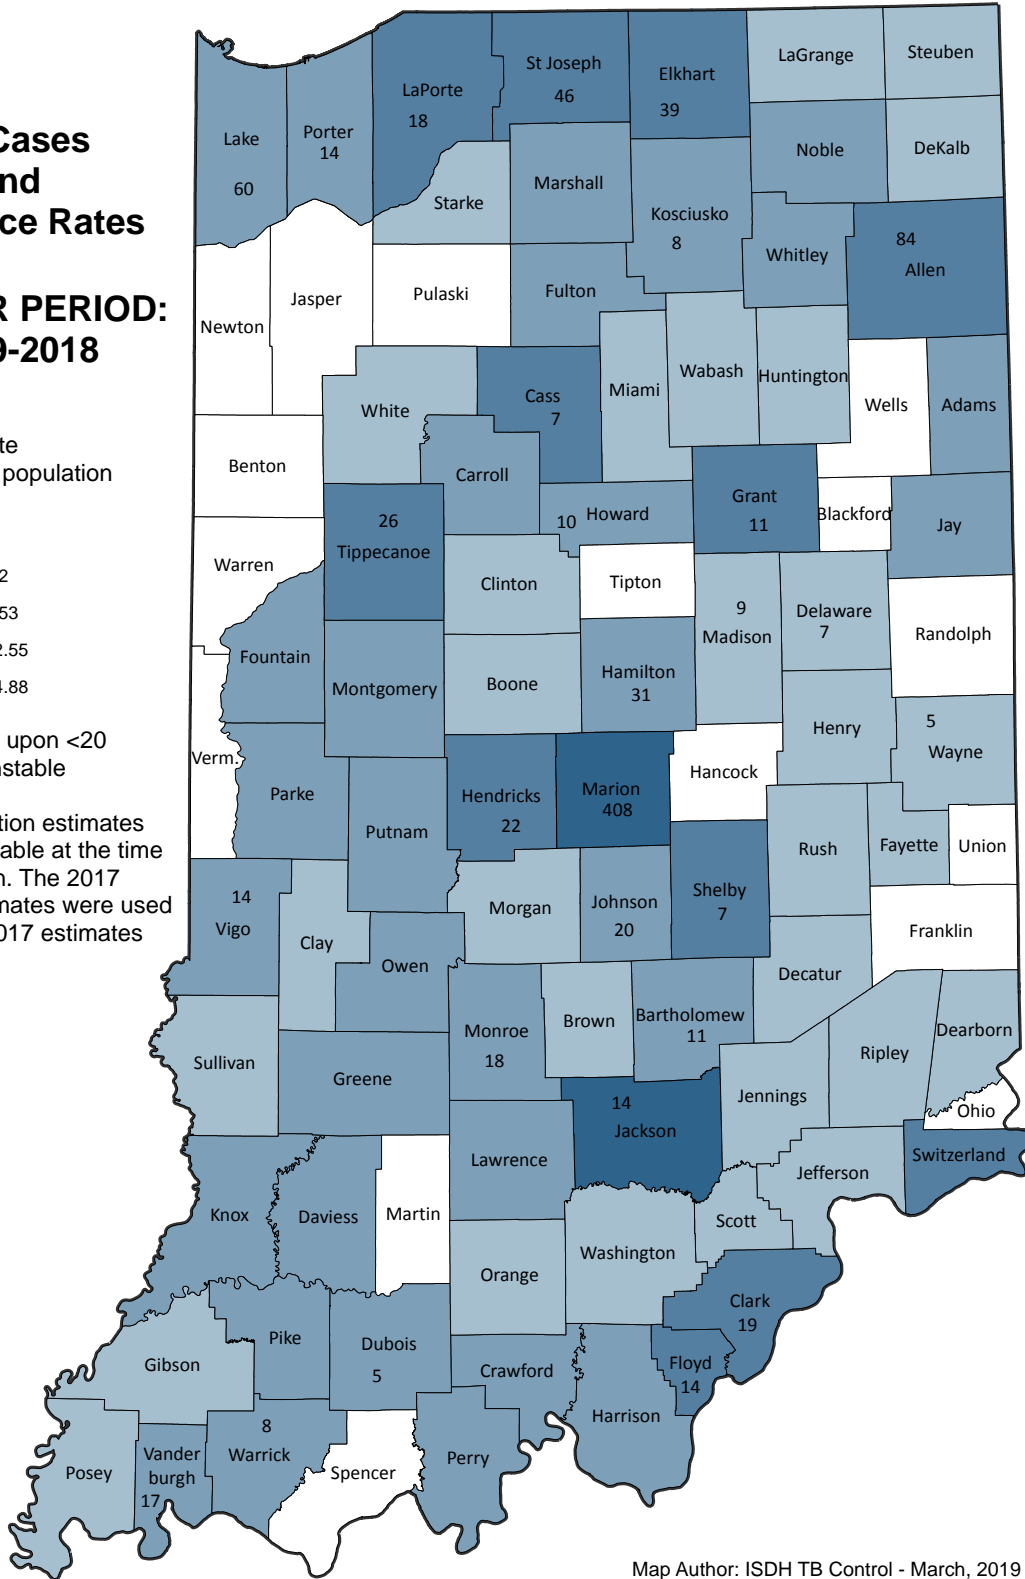 Cases
nd
ce Rates
R PERIOD:
9-2018
te
population
2
53
2.55
4.88
upon <20
nstable
tion estimates
able at the time
n. The 2017
mates were used
017 estimates
LaGrange
Steuben
St Joseph
46
Elkhart
39
LaPorte
18
Lake
60
Porter
14
Noble
DeKalb
Marshall
Starke
Kosciusko
8
Whitley
84
Allen
Jasper
Pulaski
Fulton
Newton
Miami
Wabash
Huntington
Wells
Adams
White
Cass
7
Benton
Carroll
Grant
11
Blackford
Jay
26
Tippecanoe
10 Howard
Warren
Clinton
Tipton
9
Madison
Delaware
7
Randolph
Fountain
Montgomery
Boone
Hamilton
31
Henry
5
Wayne
Verm.
Parke
Putnam
Hendricks
22
Marion
408
Hancock
Rush
Fayette
Union
14
Vigo
Clay
Owen
Morgan
Johnson
20
Shelby
7
Franklin
Decatur
Sullivan
Greene
Monroe
18
Brown
Bartholomew
11
Jennings
Ripley
Dearborn
Ohio
Switzerland
14
Jackson
Lawrence
Jefferson
Knox
Daviess
Martin
Scott
Washington
Orange
Clark
19
Gibson
Pike
Dubois
5
Crawford
Floyd
14
Harrison
Posey
Vander
burgh
17
8
Warrick
Spencer
Perry
Map Author: ISDH TB Control - March, 2019